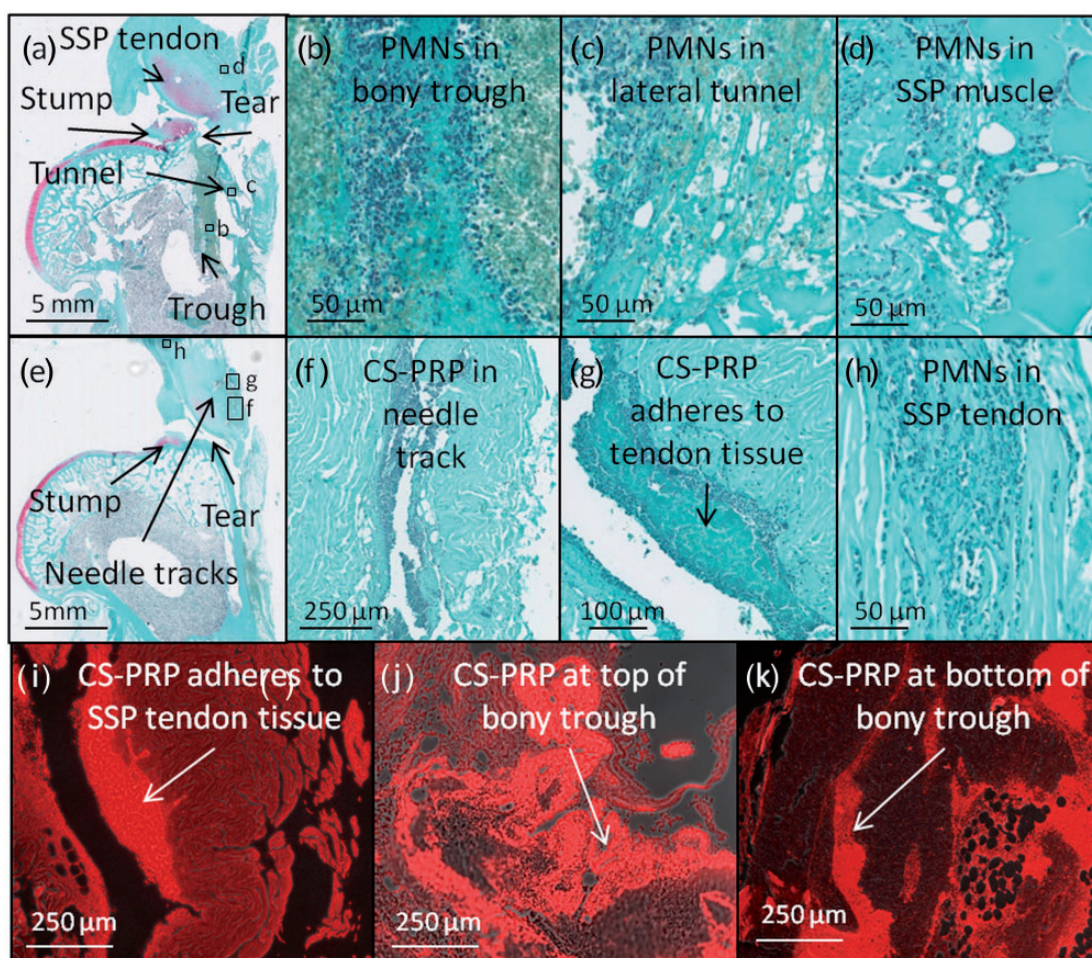 (a)
SSP tendon
d
Stump
Tear
Tunnel
c
b
Trough
5 mm
(b)
PMNs in
bony trough
50 µm
(c)
PMNs in
lateral tunnel
50 µm
(d)
PMNs in
SSP muscle
50 µm
(e)
h
g
f
Stump
Tear
Needle tracks
5mm
(f)
CS-PRP in
needle
track
250 µm
(g)
CS-PRP
adheres to
tendon tissue
100 µm
(h)
PMNs in
SSP tendon
50 µm
(i)
CS-PRP adheres to
SSP tendon tissue
250 µm
(j)
CS-PRP at top of
bony trough
250 µm
(k)
CS-PRP at bottom of
bony trough
250 µm